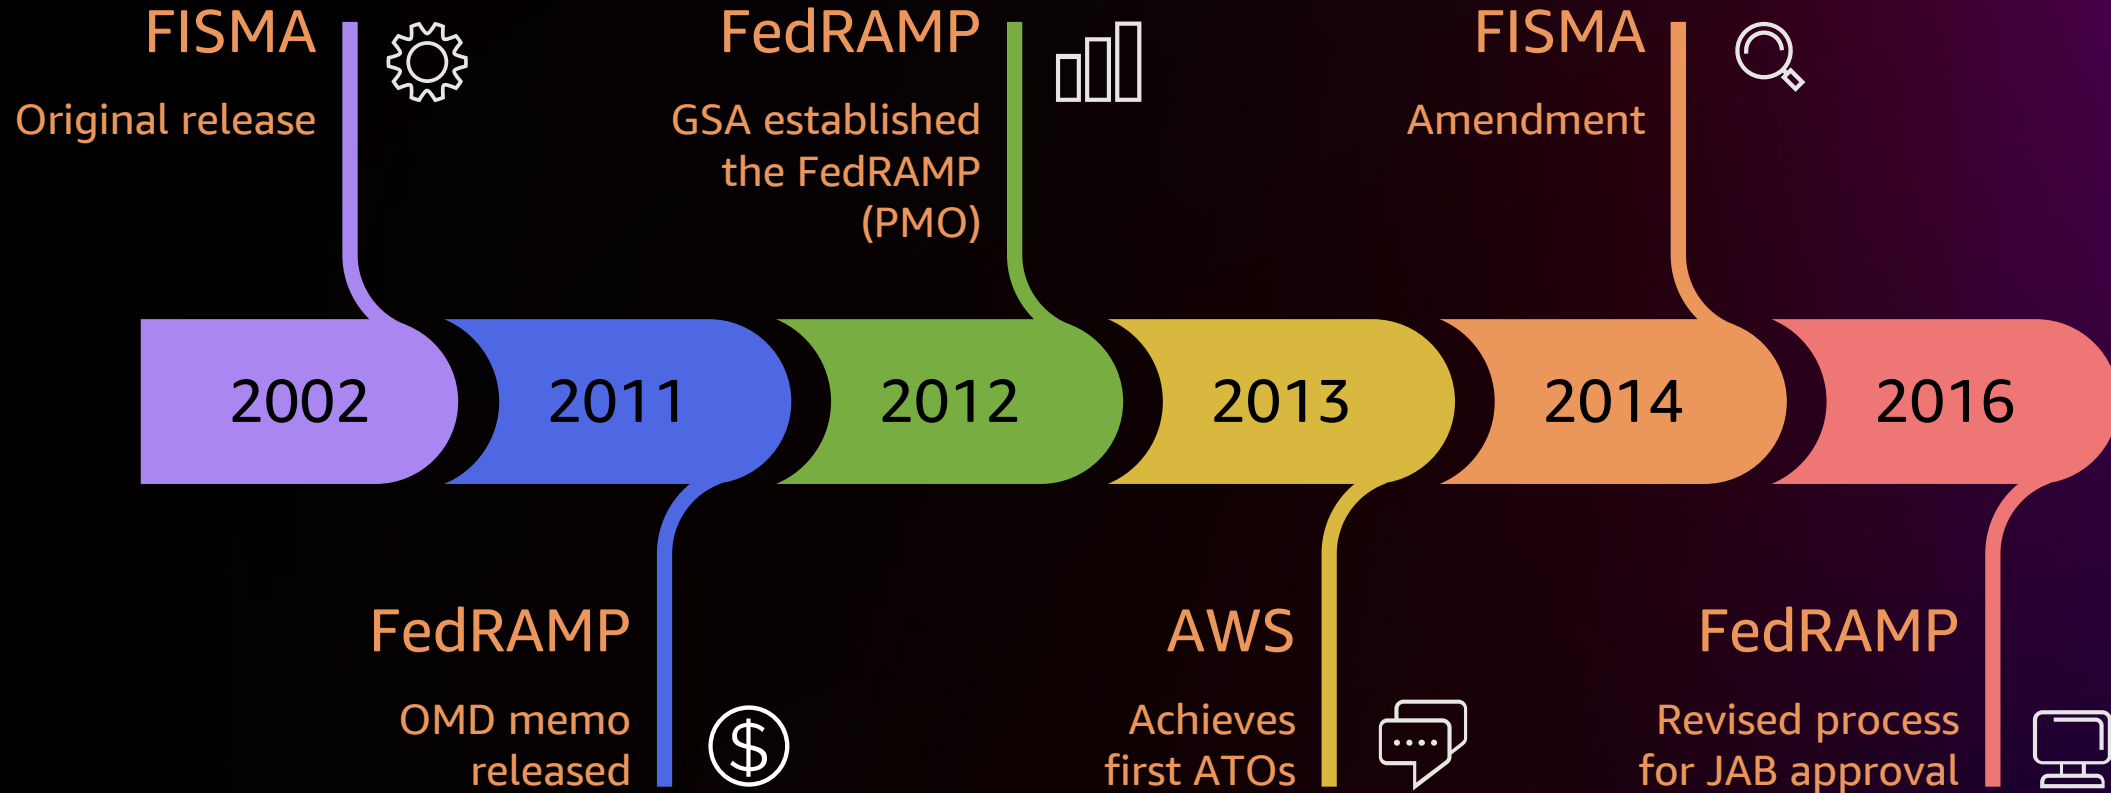 FISMA
Original release
FedRAMP
GSA established
the FedRAMP
(PMO)
FISMA
Amendment
2002
2011
2012
2013
2014
2016
FedRAMP
OMD memo
released
AWS
Achieves
first ATOs
FedRAMP
Revised process
for JAB approval